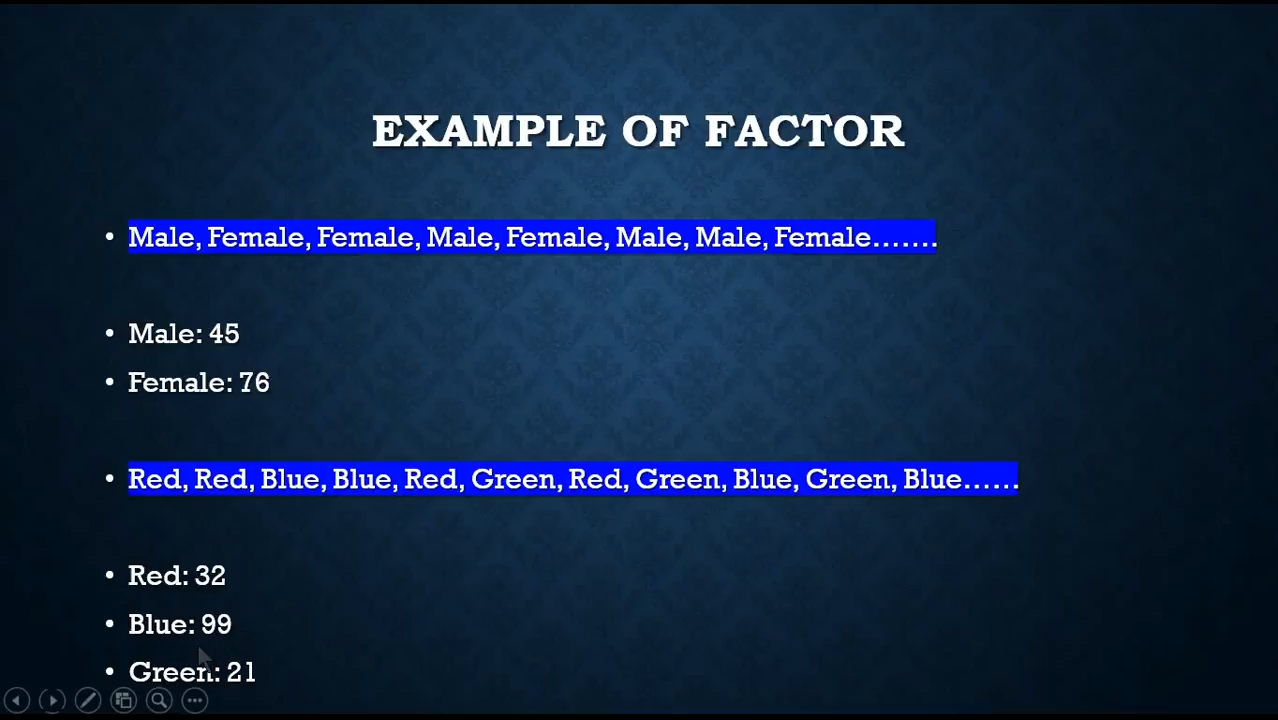 EXAMPLE OF FACTOR
• Male, Female, Female, Male, Female, Male, Male, Female.......
• Male: 45
• Female: 76
• Red, Red, Blue, Blue, Red, Green, Red, Green, Blue, Green, Blue......
• Red: 32
• Blue: 99
• Green: 21